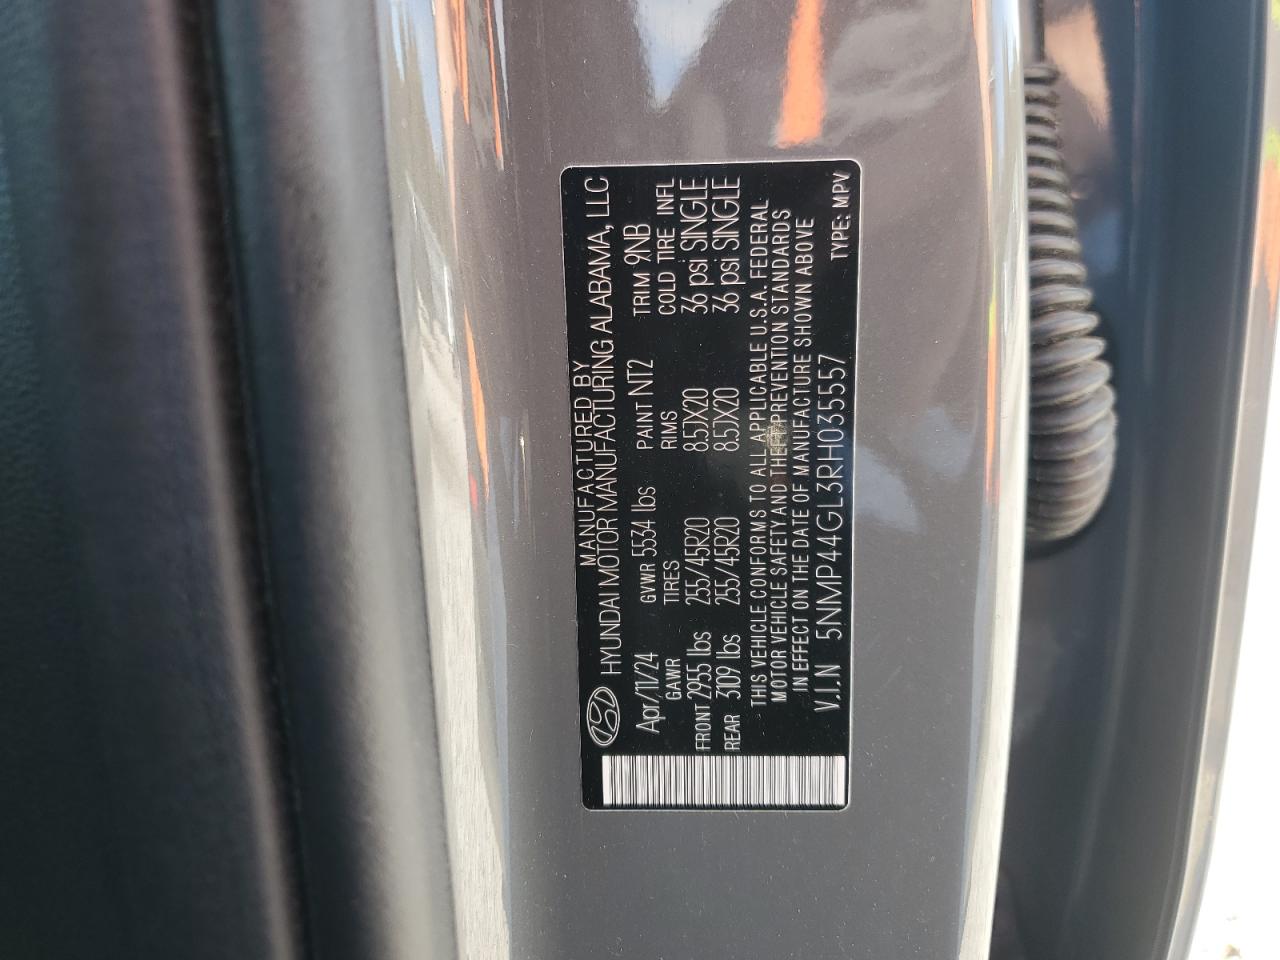 MANUFACTURED BY
HYUNDAI MOTOR MANUFACTURING ALABAMA, LLC
Apr/11/24 GVWR 5534 lbs PAINT NT2 TRIM 9NB
GAWR TIRES RIMS COLD TIRE INFL
FRONT 2955 lbs 255/45R20 8.5JX20 36 psi SINGLE
REAR 3109 lbs 255/45R20 8.5JX20 36 psi SINGLE
THIS VEHICLE CONFORMS TO ALL APPLICABLE U.S.A. FEDERAL
MOTOR VEHICLE SAFETY AND THEFT PREVENTION STANDARDS
IN EFFECT ON THE DATE OF MANUFACTURE SHOWN ABOVE
V.I.N 5NMP44GL3RH035557 TYPE: MPV